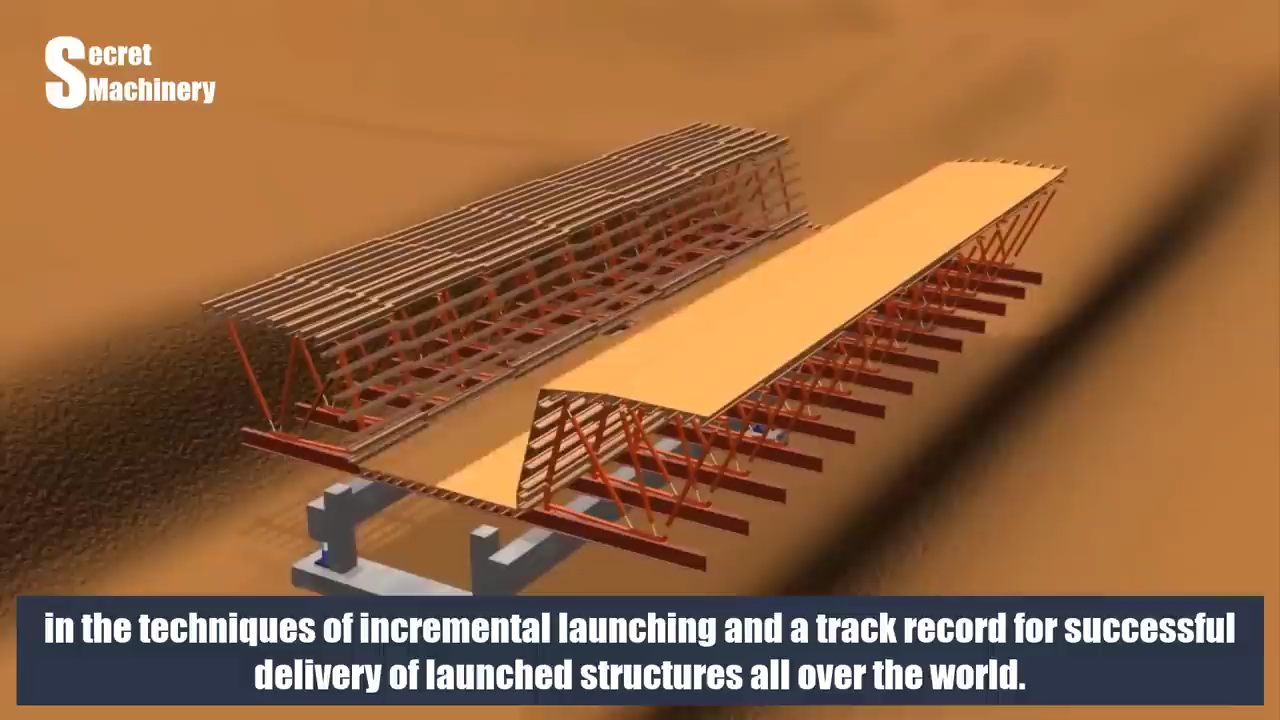 Secret
Machinery
in the techniques of incremental launching and a track record for successful
delivery of launched structures all over the world.